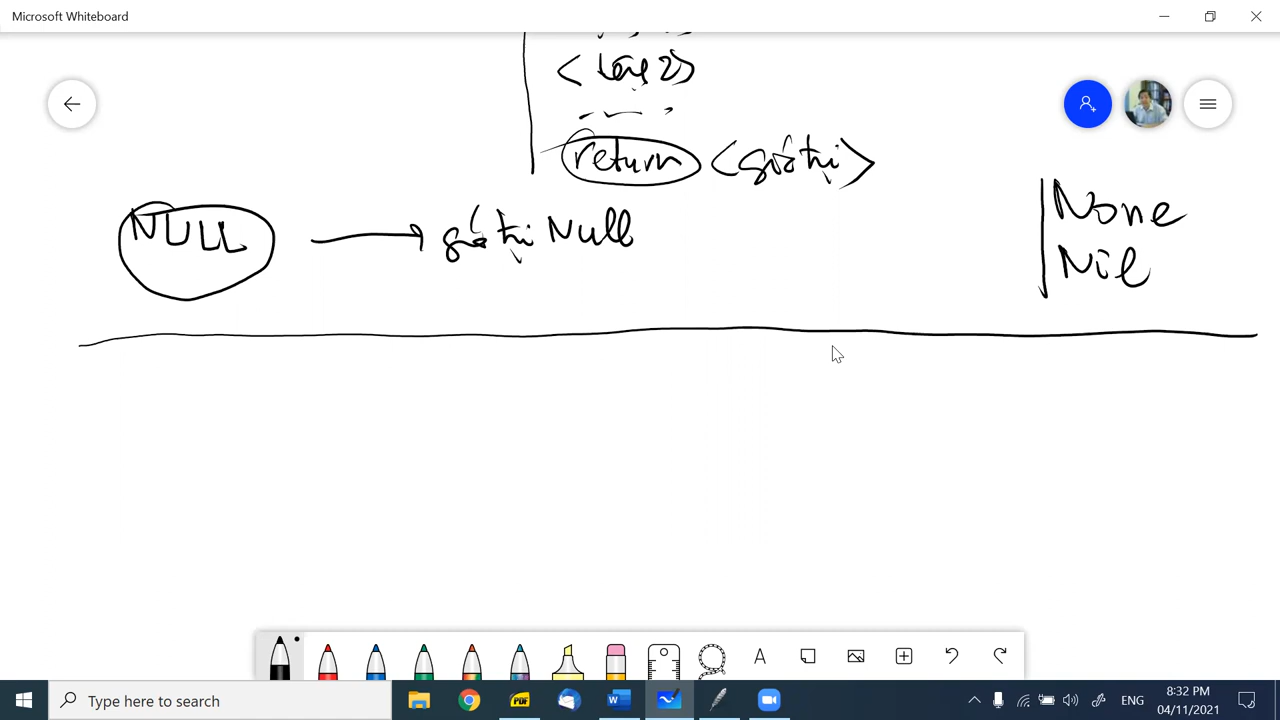 Microsoft Whiteboard
<lệnh 2>
return <giá trị>
NULL → giá trị Null
None
Nil
A
Type here to search
PDF
ENG
8:32 PM
04/11/2021